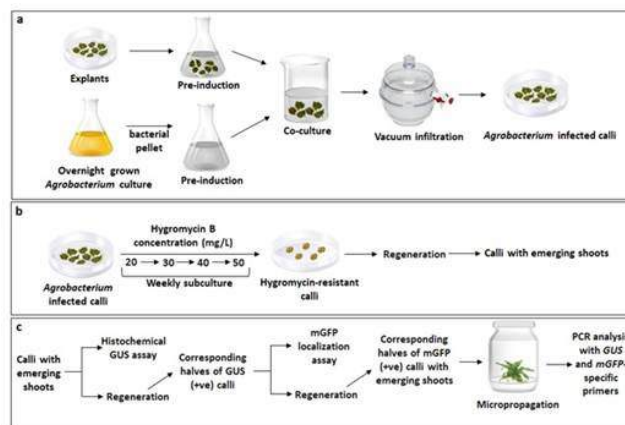 a
Explants
Pre-induction
Overnight grown
Agrobacterium culture
bacterial
pellet
Pre-induction
Co-culture
Vacuum infiltration
Agrobacterium infected calli
b
Agrobacterium
infected calli
Hygromycin B
concentration (mg/L)
20 30 40 50
Weekly subculture
Hygromycin-resistant
calli
Regeneration
Calli with emerging shoots
c
Calli with
emerging
shoots
Histochemical
GUS assay
Regeneration
Corresponding
halves of GUS
(+ve) calli
mGFP
localization
assay
Regeneration
Corresponding
halves of mGFP
(+ve) calli with
emerging shoots
Micropropagation
PCR analysis
with GUS
and mGFP-
specific
primers